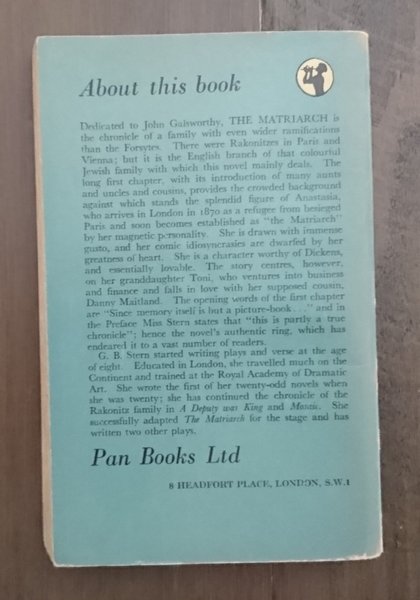 About this book
Dedicated to John Galsworthy, THE MATRIARCH is
the chronicle of a family with even wider ramifications
than the Forsytes. There were Rakonitzes in Paris and
Vienna; but it is the English branch of that colourful
Jewish family with which this novel mainly deals. The
long first chapter, with its introduction of many aunts
and uncles and cousins, provides the crowded background
against which stands the splendid figure of Anastasia,
who arrives in London in 1870 as a refugee from besieged
Paris and soon becomes established as "the Matriarch"
by her magnetic personality. She is drawn with immense
gusto, and her comic idiosyncrasies are dwarfed by her
greatness of heart. She is a character worthy of Dickens,
and essentially lovable. The story centres, however,
on her granddaughter Toni, who ventures into business
and finance and falls in love with her supposed cousin,
Danny Maitland. The opening words of the first chapter
are "Since memory itself is but a picture-book . . ." and in
the Preface Miss Stern states that "this is partly a true
chronicle"; hence the novel's authentic ring, which has
endeared it to a vast number of readers.
G. B. Stern started writing plays and verse at the age
of eight. Educated in London, she travelled much on the
Continent and trained at the Royal Academy of Dramatic
Art. She wrote the first of her twenty-odd novels when
she was twenty; she has continued the chronicle of the
Rakonitz family in A Deputy was King and Mosaic. She
successfully adapted The Matriarch for the stage and has
written two other plays.
Pan Books Ltd
8 HEADFORT PLACE, LONDON, S.W.1